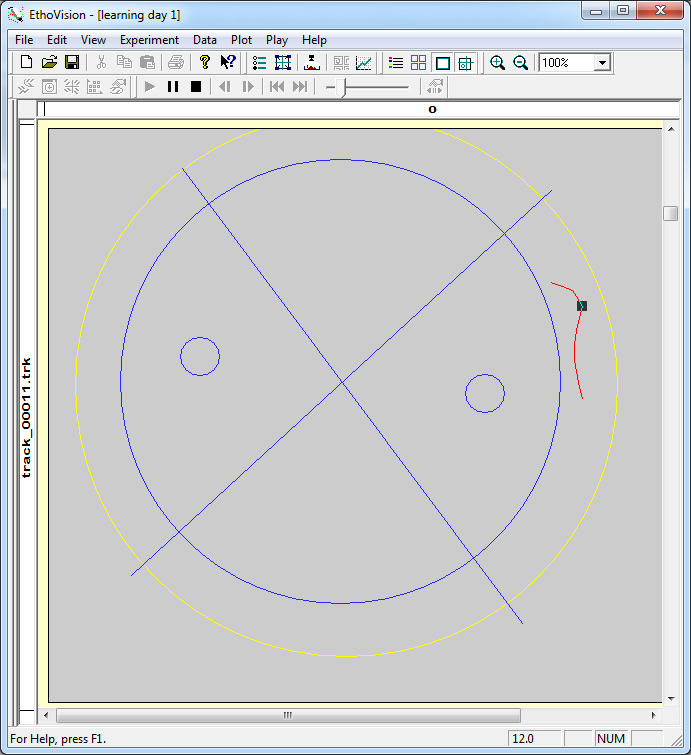 EthoVision - [learning day 1]
File Edit View Experiment Data Plot Play Help
100%
o
track_00011.trk
For Help, press F1.
12.0
NUM